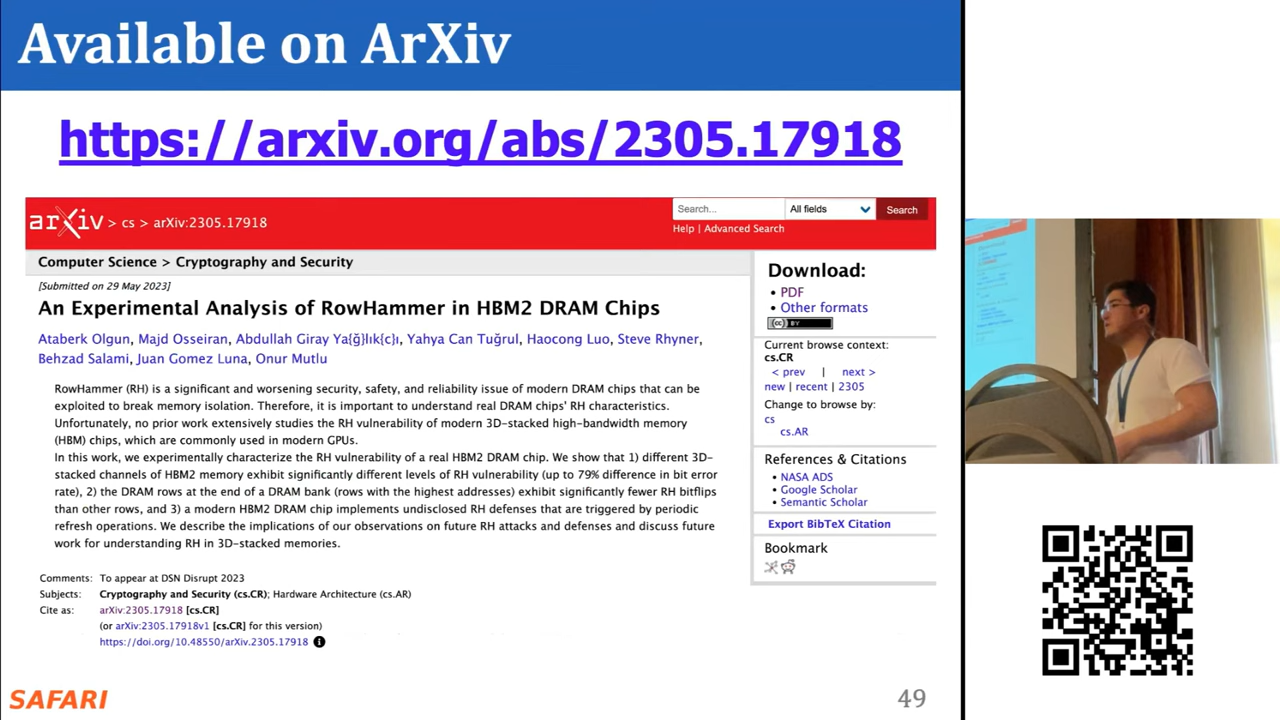 Available on ArXiv
https://arxiv.org/abs/2305.17918
arXiv > cs > arXiv:2305.17918
Search...
All fields
Search
Help | Advanced Search
Computer Science > Cryptography and Security
[Submitted on 29 May 2023]
An Experimental Analysis of RowHammer in HBM2 DRAM Chips
Ataberk Olgun, Majd Osseiran, Abdullah Giray Ya{ğ}lık{c}ı, Yahya Can Tuğrul, Haocong Luo, Steve Rhyner,
Behzad Salami, Juan Gomez Luna, Onur Mutlu
RowHammer (RH) is a significant and worsening security, safety, and reliability issue of modern DRAM chips that can be
exploited to break memory isolation. Therefore, it is important to understand real DRAM chips' RH characteristics.
Unfortunately, no prior work extensively studies the RH vulnerability of modern 3D-stacked high-bandwidth memory
(HBM) chips, which are commonly used in modern GPUs.
In this work, we experimentally characterize the RH vulnerability of a real HBM2 DRAM chip. We show that 1) different 3D-
stacked channels of HBM2 memory exhibit significantly different levels of RH vulnerability (up to 79% difference in bit error
rate), 2) the DRAM rows at the end of a DRAM bank (rows with the highest addresses) exhibit significantly fewer RH bitflips
than other rows, and 3) a modern HBM2 DRAM chip implements undisclosed RH defenses that are triggered by periodic
refresh operations. We describe the implications of our observations on future RH attacks and defenses and discuss future
work for understanding RH in 3D-stacked memories.
Comments: To appear at DSN Disrupt 2023
Subjects: Cryptography and Security (cs.CR); Hardware Architecture (cs.AR)
Cite as: arXiv:2305.17918 [cs.CR]
(or arXiv:2305.17918v1 [cs.CR] for this version)
https://doi.org/10.48550/arXiv.2305.17918
Download:
• PDF
• Other formats
(cc) BY
Current browse context:
cs.CR
< prev | next >
new | recent | 2305
Change to browse by:
cs
cs.AR
References & Citations
• NASA ADS
• Google Scholar
• Semantic Scholar
Export BibTeX Citation
Bookmark
SAFARI
49